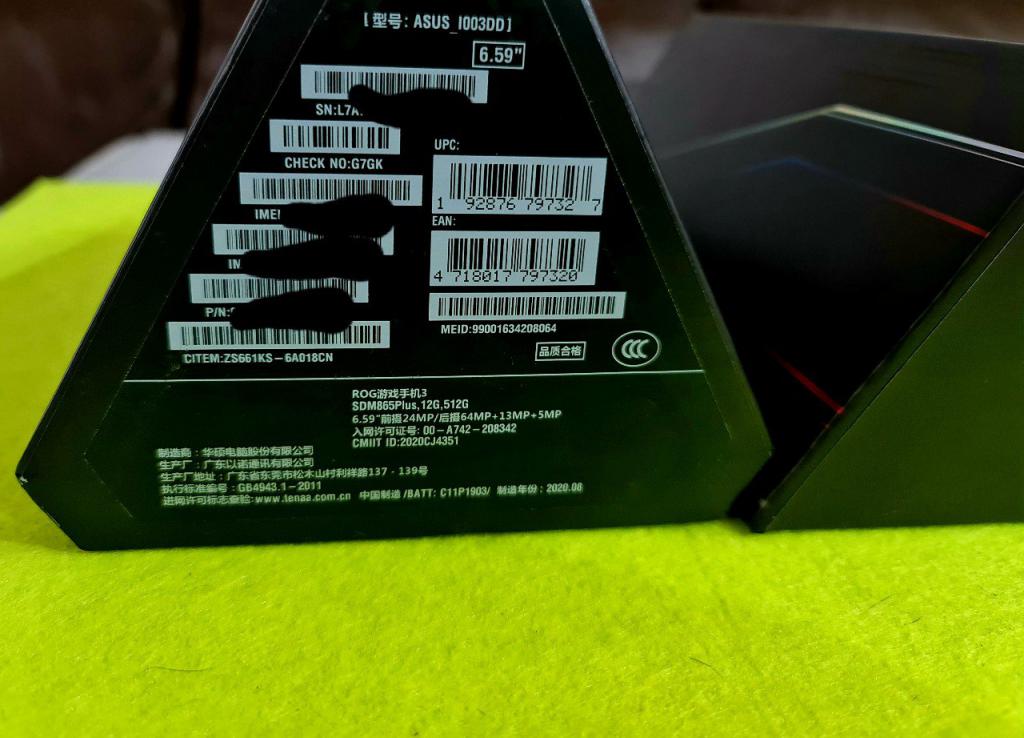 [ 型号: ASUS_I003DD ]
6.59"
SN:L7A
CHECK NO:G7GK
IMEI
P/N:
CITEM:ZS661KS-6A018CN
UPC:
1 92876 79732 7
EAN:
4 718017 797320
MEID:99001634208064
品质合格
CCC
ROG游戏手机3
SDM865Plus,12G,512G
6.59"前摄24MP/后摄64MP+13MP+5MP
入网许可证号: 00-A742-208342
CMIIT ID:2020CJ4351
制造商：华硕电脑股份有限公司
生产厂：广东以诺通讯有限公司
生产厂地址：广东省东莞市松木山村利祥路137·139号
执行标准编号：GB4943.1-2011
进网许可标志查验:www.tenaa.com.cn 中国制造 /BATT: C11P1903/ 制造年份: 2020.08